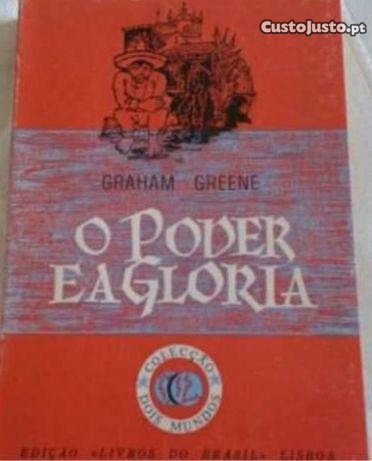 CustoJusto.pt
GRAHAM GREENE
O PODER
E A GLORIA
COLECÇÃO
DOIS MUNDOS
EDIÇÃO «LIVROS DO BRASIL» LISBOA